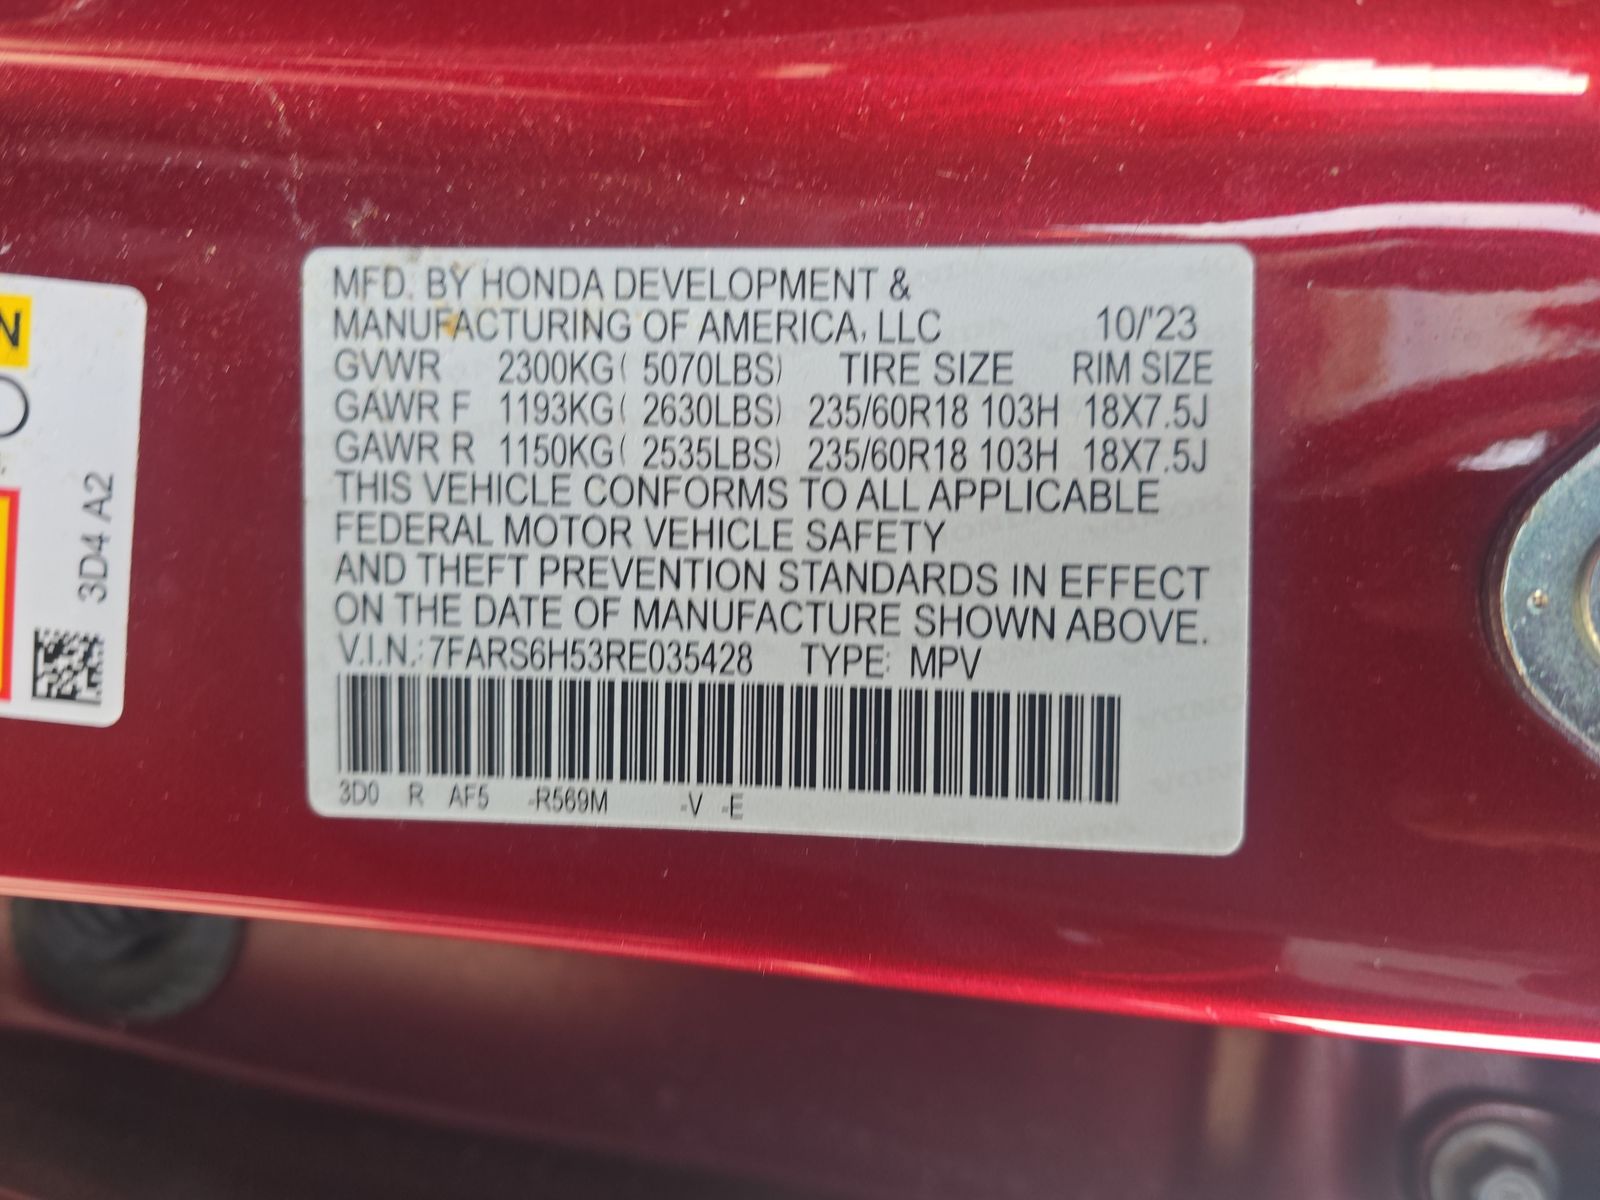 N
3D4 A2
MFD. BY HONDA DEVELOPMENT &
MANUFACTURING OF AMERICA, LLC 10/'23
GVWR 2300KG( 5070LBS) TIRE SIZE RIM SIZE
GAWR F 1193KG( 2630LBS) 235/60R18 103H 18X7.5J
GAWR R 1150KG( 2535LBS) 235/60R18 103H 18X7.5J
THIS VEHICLE CONFORMS TO ALL APPLICABLE
FEDERAL MOTOR VEHICLE SAFETY
AND THEFT PREVENTION STANDARDS IN EFFECT
ON THE DATE OF MANUFACTURE SHOWN ABOVE.
V.I.N.: 7FARS6H53RE035428 TYPE: MPV
3D0 R AF5 -R569M -V -E